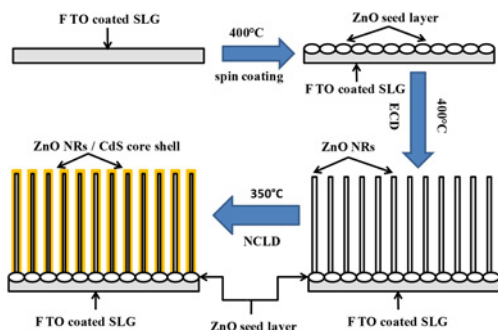 F TO coated SLG
400°C
spin coating
ZnO seed layer
F TO coated SLG
400°C
ECD
ZnO NRs / CdS core shell
350°C
NCLD
ZnO NRs
F TO coated SLG
ZnO seed layer
F TO coated SLG